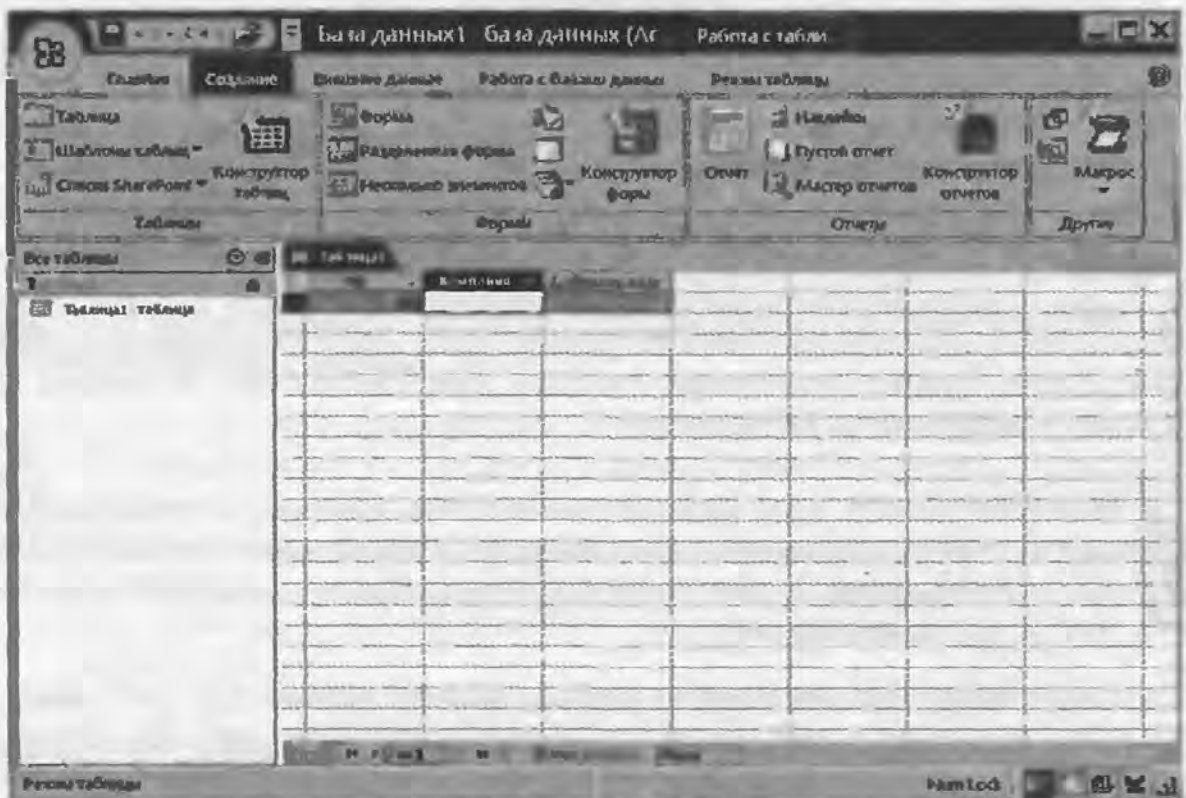 База данных1 база данных (Ac Работа с табли
Главная Создание Внешние данные Работа с базами данных Режим таблицы
Таблица
Шаблоны таблиц
Списки SharePoint
Конструктор таблиц
Таблицы
Форма
Разделенная форма
Несколько элементов
Конструктор форм
Формы
Отчет
Наклейки
Пустой отчет
Мастер отчетов
Конструктор отчетов
Отчеты
Макрос
Другие
Все таблицы
Таблица1
Таблица1 таблица
Режим таблицы
Num Lock